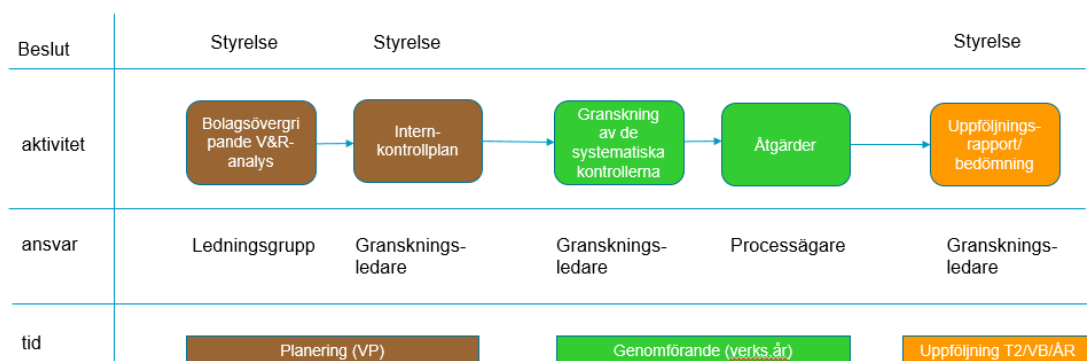 Beslut
Styrelse
Styrelse
Styrelse
aktivitet
Bolagsövergri
pande V&R-
analys
Intern-
kontrollplan
Granskning
av de
systematiska
kontrollerna
Åtgärder
Uppföljnings-
rapport/
bedömning
ansvar
Ledningsgrupp
Gransknings-
ledare
Gransknings-
ledare
Processägare
Gransknings-
ledare
tid
Planering (VP)
Genomförande (verks.år)
Uppföljning T2/VB/ÅR